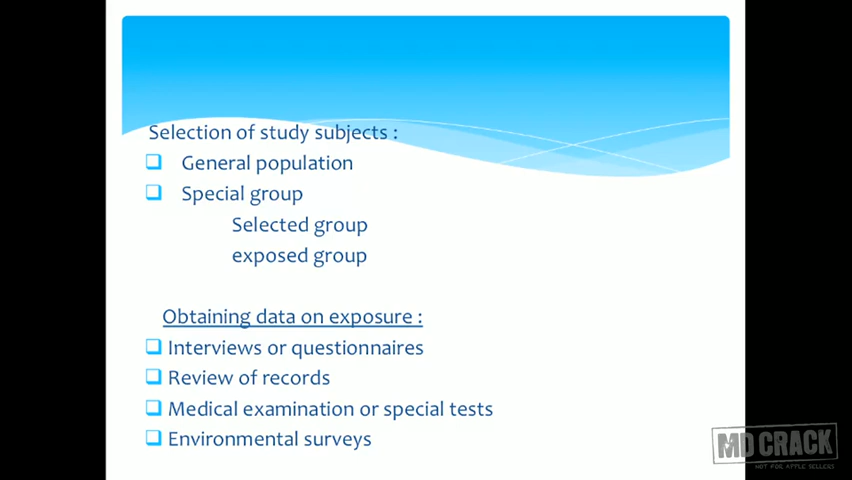 Selection of study subjects :
General population
Special group
Selected group
exposed group
Obtaining data on exposure :
Interviews or questionnaires
Review of records
Medical examination or special tests
Environmental surveys
MD CRACK
NOT FOR APPLE SELLERS